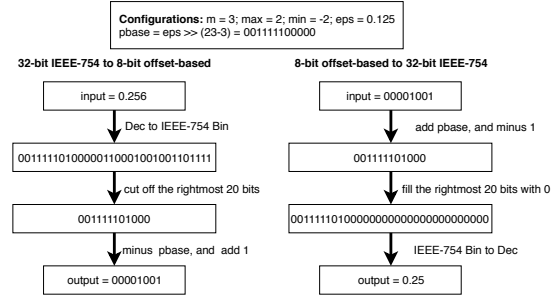 Configurations: m = 3; max = 2; min = -2; eps = 0.125
pbase = eps >> (23-3) = 001111100000
32-bit IEEE-754 to 8-bit offset-based
input = 0.256
Dec to IEEE-754 Bin
00111110100000110001001001101111
cut off the rightmost 20 bits
001111101000
minus pbase, and add 1
output = 00001001
8-bit offset-based to 32-bit IEEE-754
input = 00001001
add pbase, and minus 1
001111101000
fill the rightmost 20 bits with 0
00111110100000000000000000000000
IEEE-754 Bin to Dec
output = 0.25